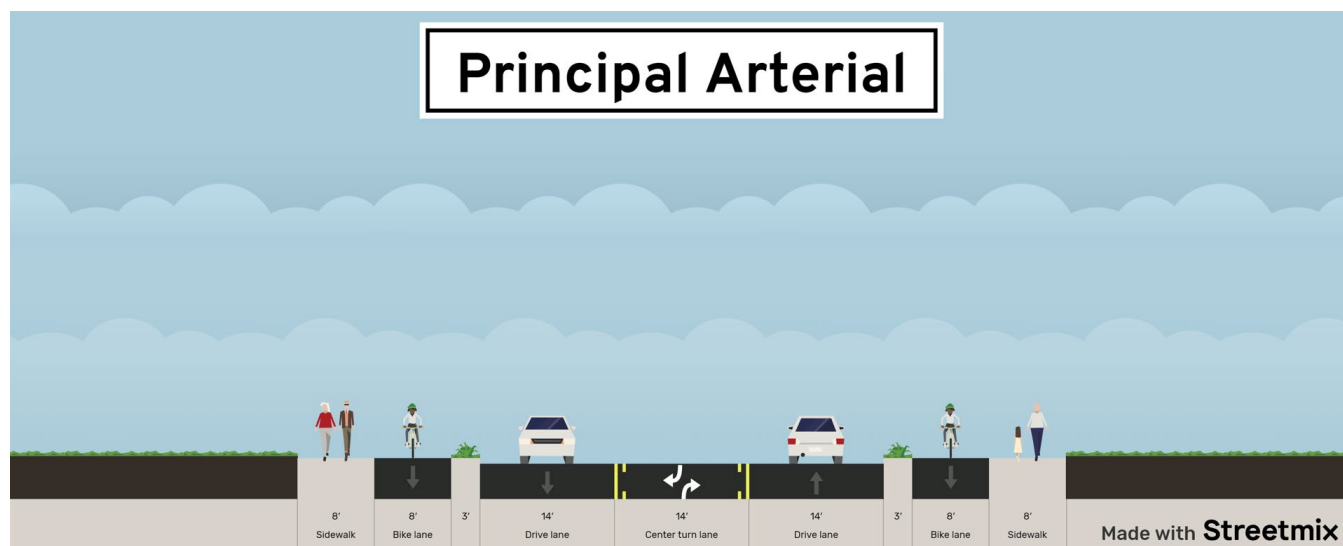 Principal Arterial
8' 8' 3' 14' 14' 14' 3' 8' 8'
Sidewalk Bike lane Drive lane Center turn lane Drive lane Bike lane Sidewalk
Made with Streetmix